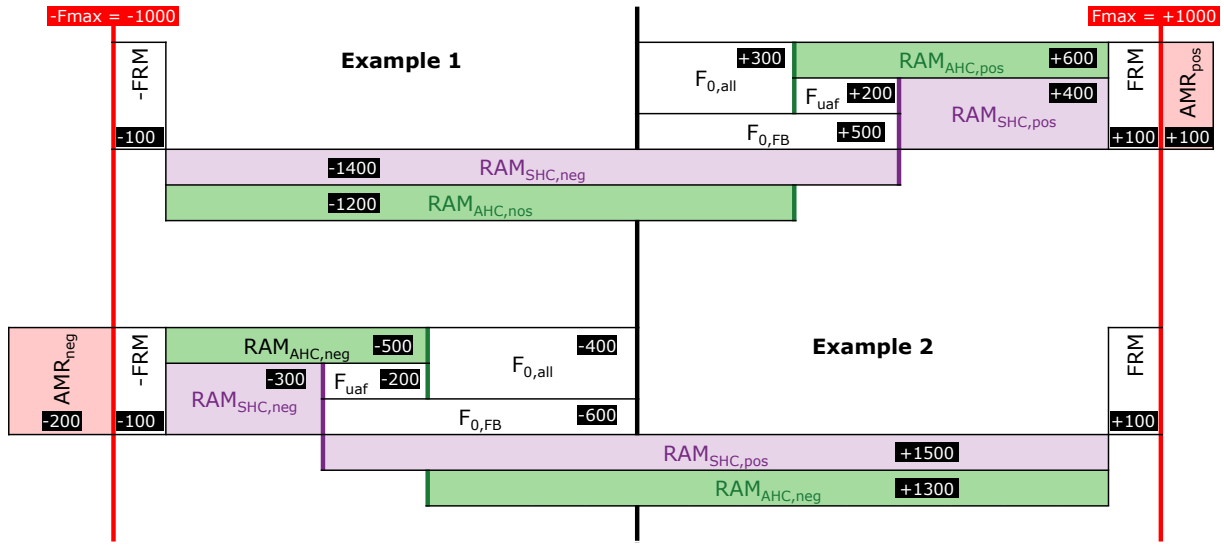 -Fmax = -1000
Fmax = +1000
Example 1
-FRM
-100
F0,all
+300
RAMAHC,pos
+600
Fuaf
+200
RAMSHC,pos
+400
F0,FB
+500
FRM
+100
AMRpos
+100
-1400
RAMSHC,neg
-1200
RAMAHC,nos
Example 2
AMRneg
-200
-FRM
-100
RAMAHC,neg
-500
F0,all
-400
RAMSHC,neg
-300
Fuaf
-200
F0,FB
-600
FRM
+100
RAMSHC,pos
+1500
RAMAHC,neg
+1300